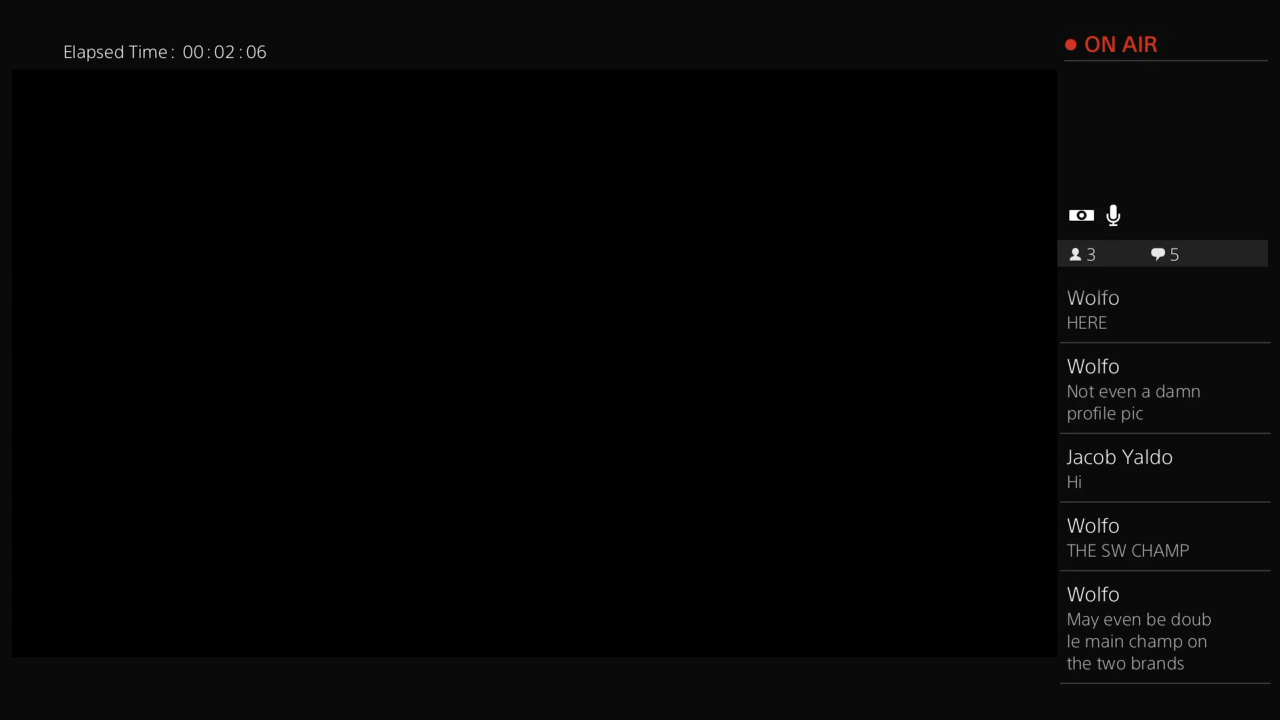 Elapsed Time: 00:02:06
ON AIR
3 5
Wolfo
HERE
Wolfo
Not even a damn
profile pic
Jacob Yaldo
Hi
Wolfo
THE SW CHAMP
Wolfo
May even be doub
le main champ on
the two brands